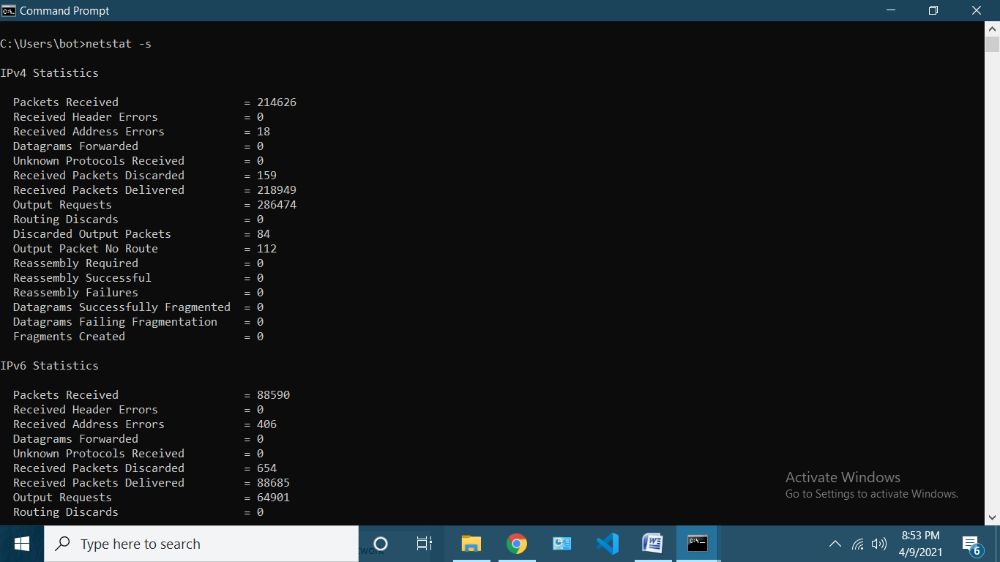 Command Prompt
C:\Users\bot>netstat -s
IPv4 Statistics
Packets Received = 214626
Received Header Errors = 0
Received Address Errors = 18
Datagrams Forwarded = 0
Unknown Protocols Received = 0
Received Packets Discarded = 159
Received Packets Delivered = 218949
Output Requests = 286474
Routing Discards = 0
Discarded Output Packets = 84
Output Packet No Route = 112
Reassembly Required = 0
Reassembly Successful = 0
Reassembly Failures = 0
Datagrams Successfully Fragmented = 0
Datagrams Failing Fragmentation = 0
Fragments Created = 0
IPv6 Statistics
Packets Received = 88590
Received Header Errors = 0
Received Address Errors = 406
Datagrams Forwarded = 0
Unknown Protocols Received = 0
Received Packets Discarded = 654
Received Packets Delivered = 88685
Output Requests = 64901
Routing Discards = 0
Activate Windows
Go to Settings to activate Windows.
Type here to search
8:53 PM
4/9/2021
6